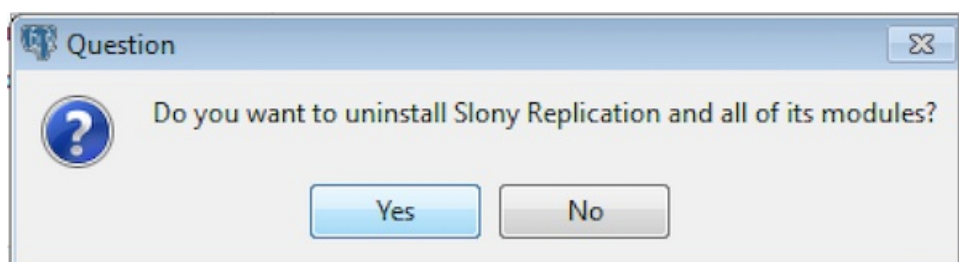 Question
Do you want to uninstall Slony Replication and all of its modules?
Yes
No